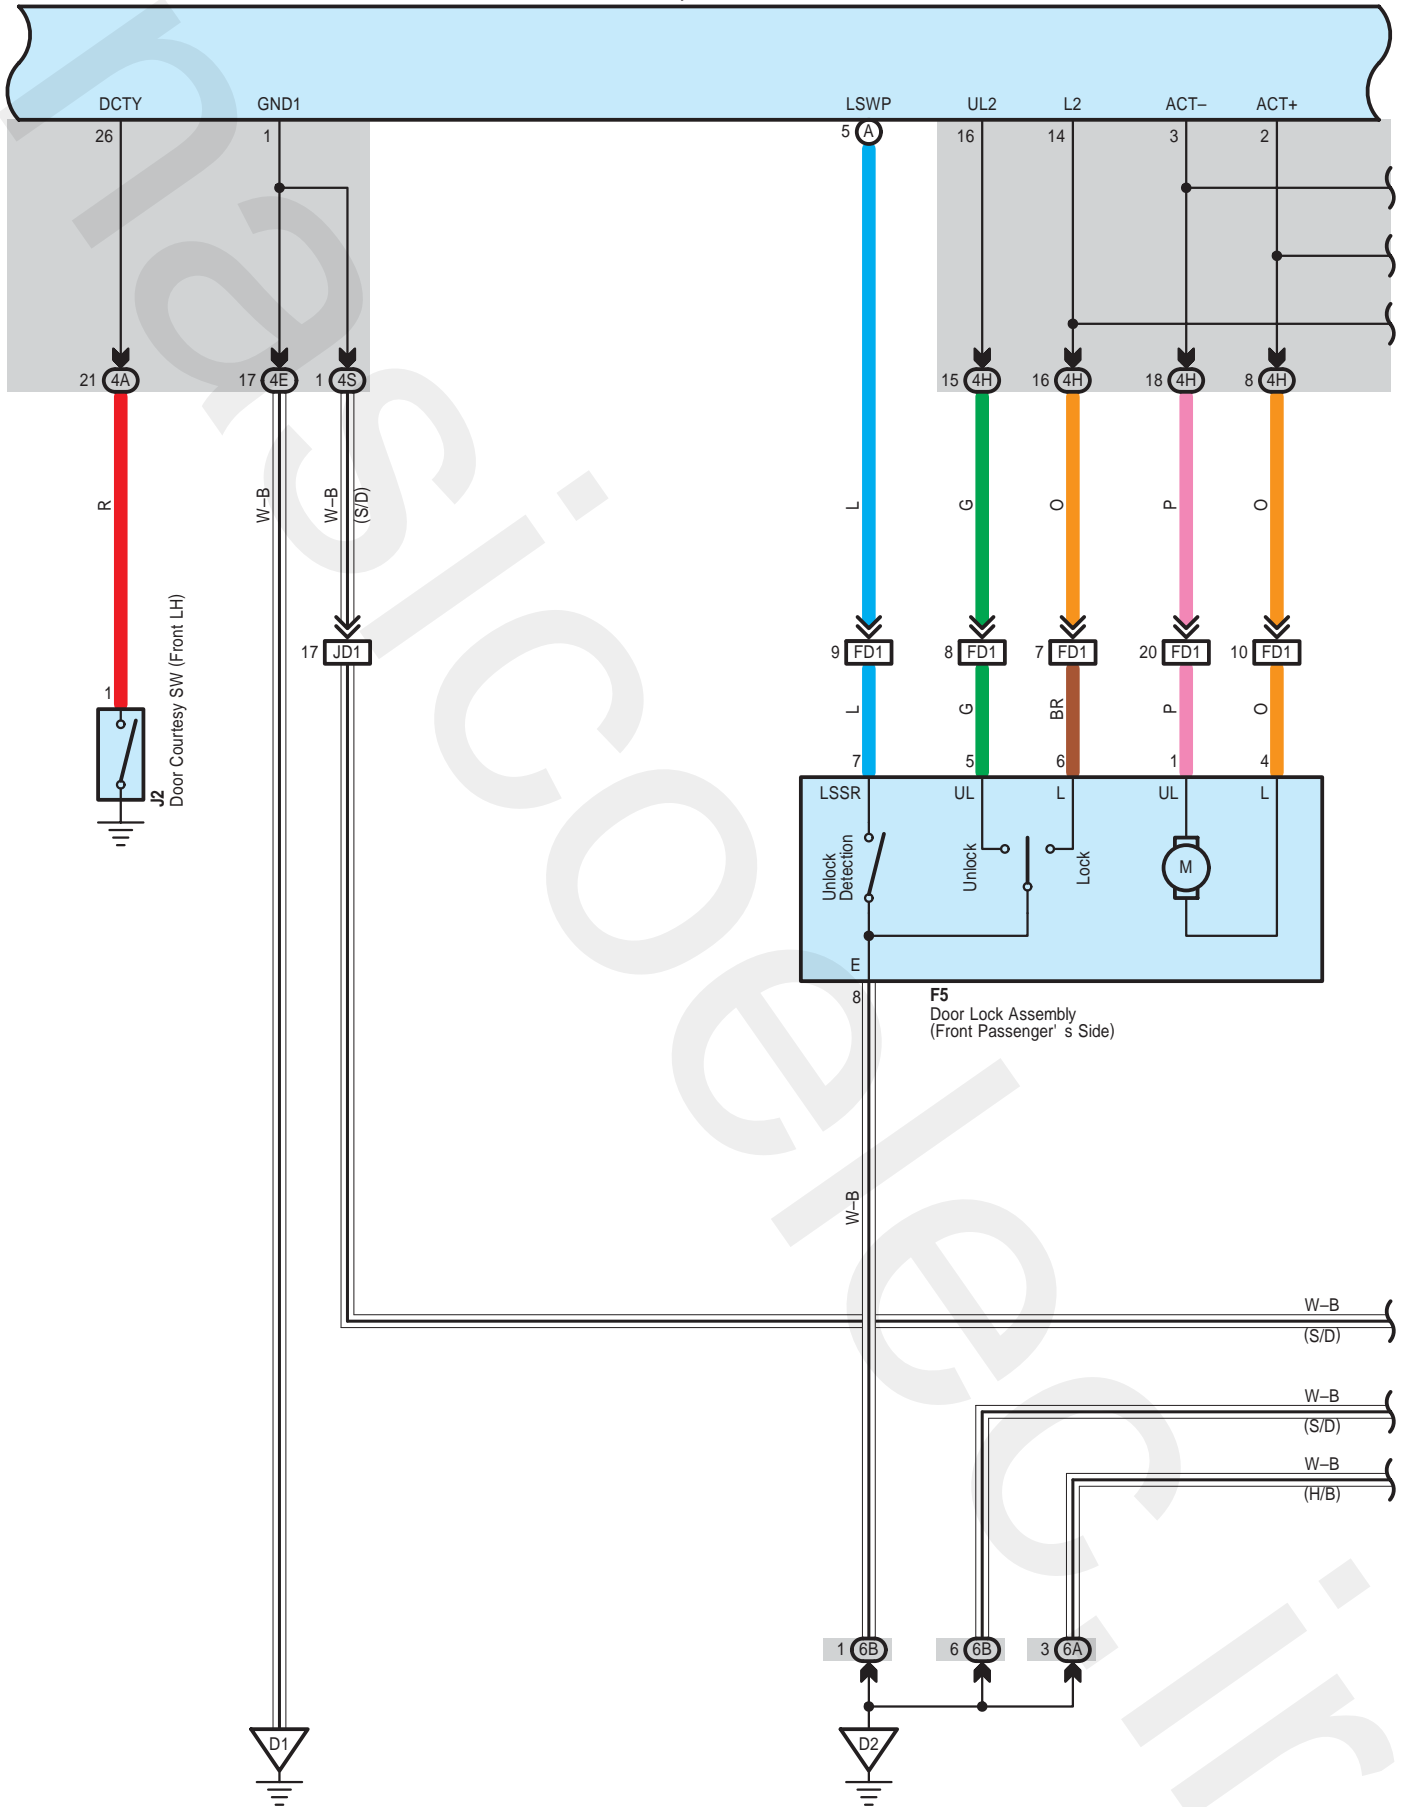 DCTY GND1 LSWP UL2 L2 ACT– ACT+
26 1 5 A 16 14 3 2
21 4A 17 4E 1 4S 15 4H 16 4H 18 4H 8 4H
R W–B W–B (S/D) L G O P O
17 JD1 9 FD1 8 FD1 7 FD1 20 FD1 10 FD1
1
J2
Door Courtesy SW (Front LH)
L G BR P O
7 5 6 1 4
LSSR UL L UL L
Unlock
Detection
Unlock
Lock
M
E
8
F5
Door Lock Assembly
(Front Passenger' s Side)
W–B
W–B
(S/D)
W–B
(S/D)
W–B
(H/B)
1 6B 6 6B 3 6A
D1 D2
nasicoelec.ir